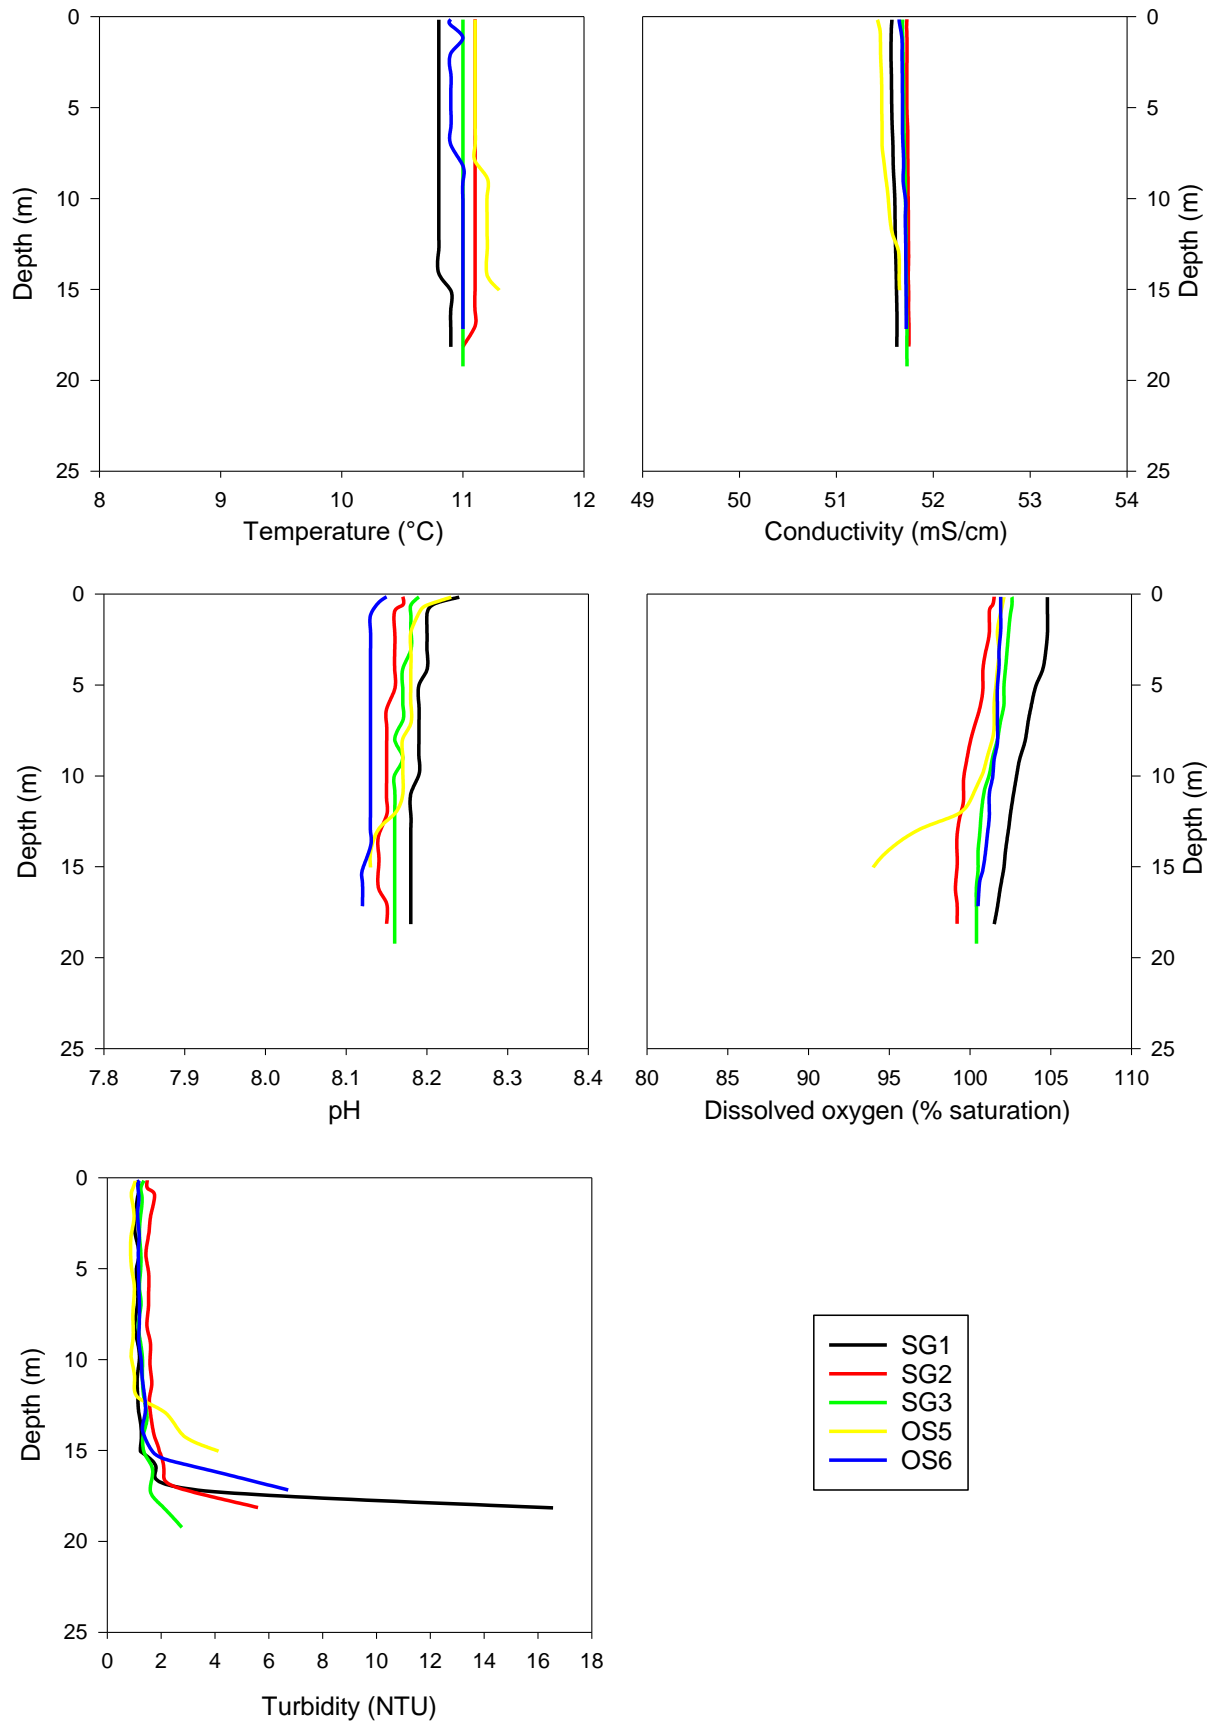 0
5
10
15
20
25
Depth (m)
8 9 10 11 12
Temperature (°C)
0
5
10
15
20
25
Depth (m)
49 50 51 52 53 54
Conductivity (mS/cm)
0
5
10
15
20
25
Depth (m)
7.8 7.9 8.0 8.1 8.2 8.3 8.4
pH
0
5
10
15
20
25
Depth (m)
80 85 90 95 100 105 110
Dissolved oxygen (% saturation)
0
5
10
15
20
25
Depth (m)
0 2 4 6 8 10 12 14 16 18
Turbidity (NTU)
SG1
SG2
SG3
OS5
OS6